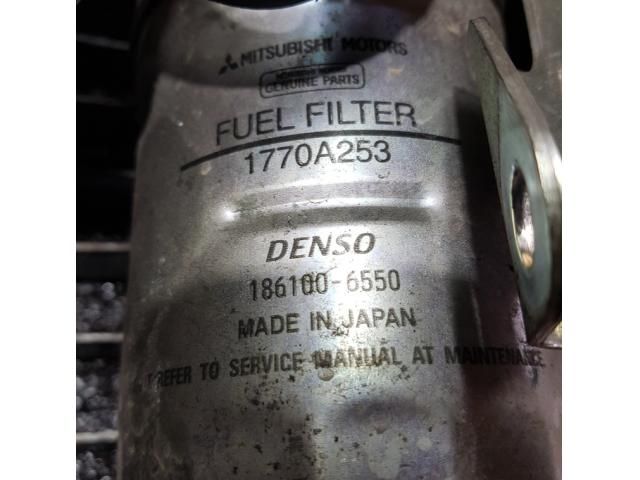 MITSUBISHI MOTORS
GENUINE PARTS
FUEL FILTER
1770A253
DENSO
186100-6550
MADE IN JAPAN
REFER TO SERVICE MANUAL AT MAINTENANCE